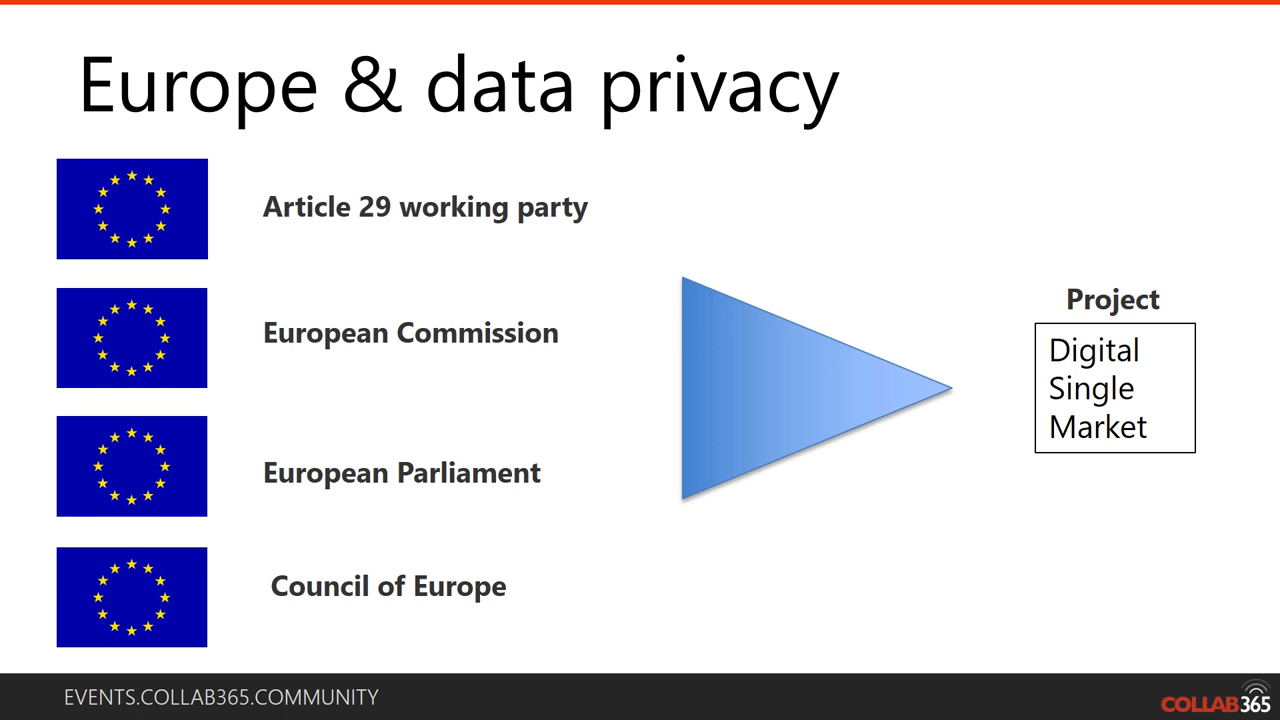 Europe & data privacy
Article 29 working party
European Commission
European Parliament
Council of Europe
Project
Digital
Single
Market
EVENTS.COLLAB365.COMMUNITY
COLLAB365